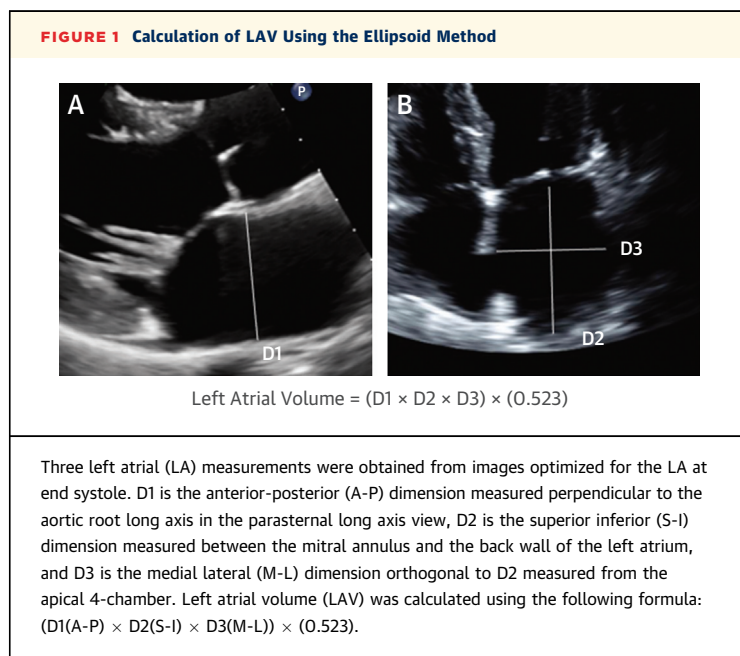 FIGURE 1 Calculation of LAV Using the Ellipsoid Method
A
P
B
D3
D1
D2
Left Atrial Volume = (D1 × D2 × D3) × (0.523)
Three left atrial (LA) measurements were obtained from images optimized for the LA at
end systole. D1 is the anterior-posterior (A-P) dimension measured perpendicular to the
aortic root long axis in the parasternal long axis view, D2 is the superior inferior (S-I)
dimension measured between the mitral annulus and the back wall of the left atrium,
and D3 is the medial lateral (M-L) dimension orthogonal to D2 measured from the
apical 4-chamber. Left atrial volume (LAV) was calculated using the following formula:
(D1(A-P) × D2(S-I) × D3(M-L)) × (0.523).